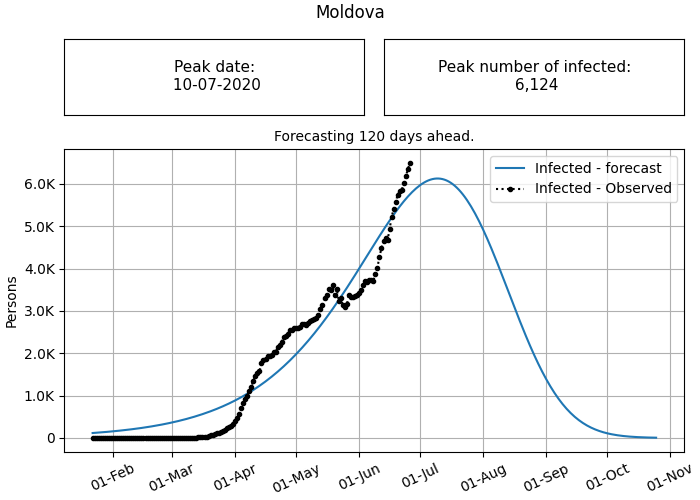 Moldova
Peak date:
10-07-2020
Peak number of infected:
6,124
Forecasting 120 days ahead.
Infected - forecast
Infected - Observed
Persons
6.0K
5.0K
4.0K
3.0K
2.0K
1.0K
0
01-Feb
01-Mar
01-Apr
01-May
01-Jun
01-Jul
01-Aug
01-Sep
01-Oct
01-Nov